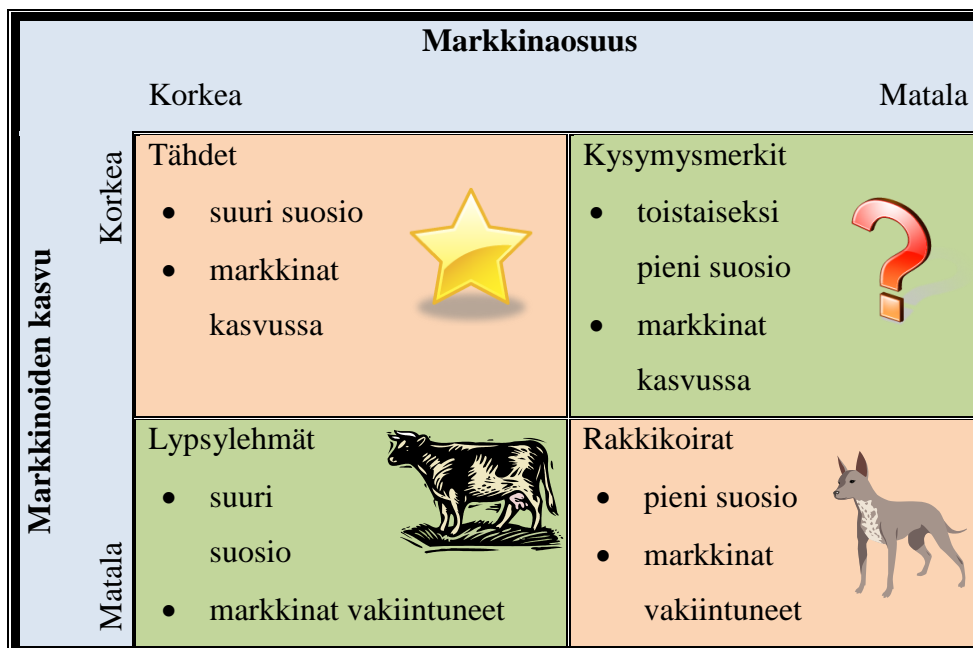 Markkinaosuus
Korkea Matala
Markkinoiden kasvu
Korkea
Tähdet
• suuri suosio
• markkinat
kasvussa
Kysymysmerkit
• toistaiseksi
pieni suosio
• markkinat
kasvussa
Matala
Lypsylehmät
• suuri
suosio
• markkinat vakiintuneet
Rakkikoirat
• pieni suosio
• markkinat
vakiintuneet